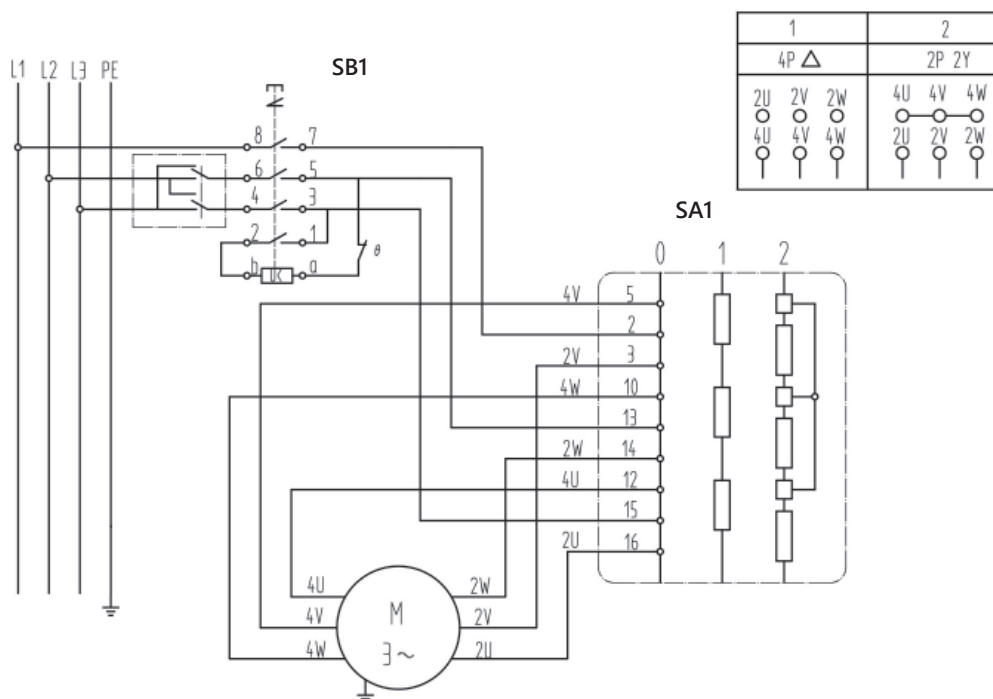 1 2
4P △ 2P 2Y
2U 2V 2W 4U 4V 4W
4U 4V 4W 2U 2V 2W
L1 L2 L3 PE
SB1
8 7
6 5
4 3
2 1
b a
θ
SA1
0 1 2
4V 5
2
2V 3
4W 10
13
2W 14
4U 12
15
2U 16
4U 2W
4V M 2V
4W 3~ 2U